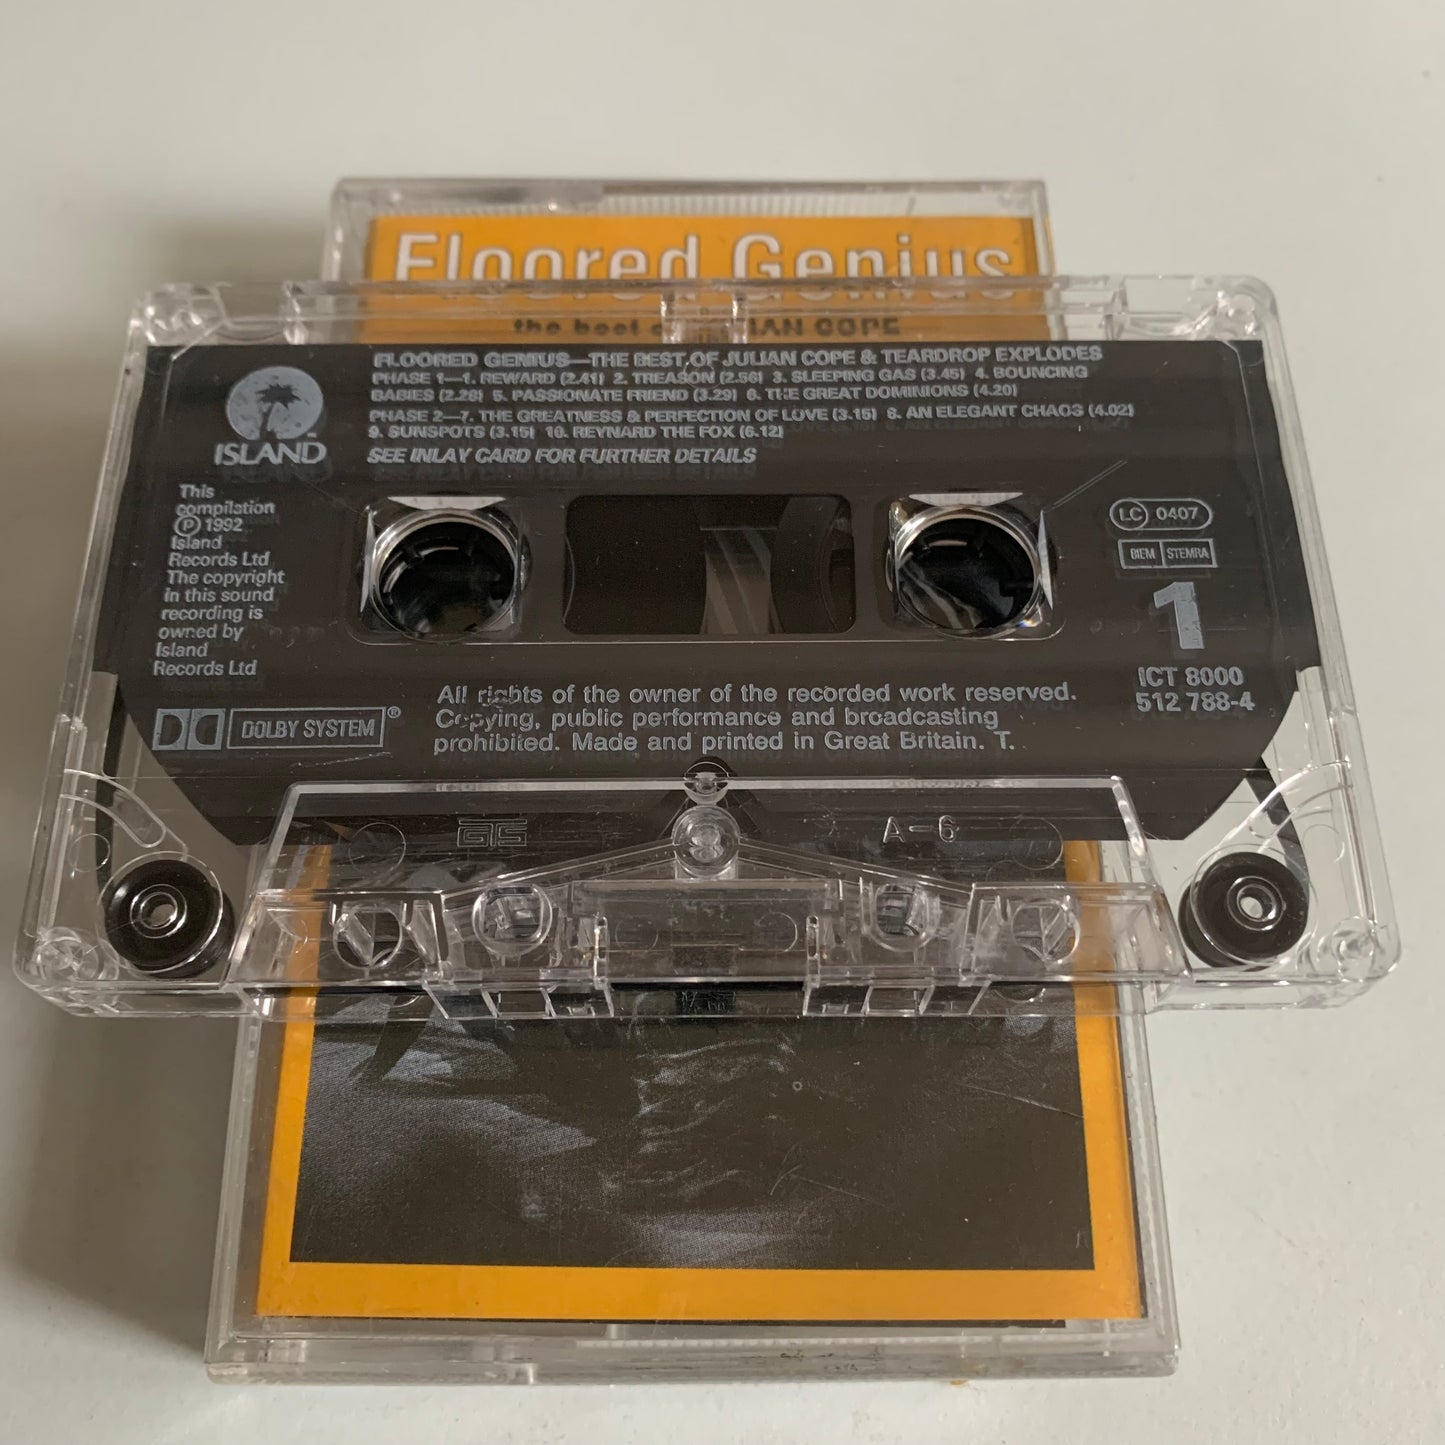 Floored Genius
the best JULIAN COPE
FLOORED GENIUS—THE BEST OF JULIAN COPE & TEARDROP EXPLODES
PHASE 1—1. REWARD (2.41) 2. TREASON (2.56) 3. SLEEPING GAS (3.45) 4. BOUNCING
BABIES (2.28) 5. PASSIONATE FRIEND (3.29) 6. THE GREAT DOMINIONS (4.20)
PHASE 2—7. THE GREATNESS & PERFECTION OF LOVE (3.15) 8. AN ELEGANT CHAOS (4.02)
9. SUNSPOTS (3.15) 10. REYNARD THE FOX (6.12)
SEE INLAY CARD FOR FURTHER DETAILS
ISLAND
This
compilation
℗ 1992
Island
Records Ltd
The copyright
in this sound
recording is
owned by
Island
Records Ltd
LC 0407
BIEM STEMRA
1
ICT 8000
512 788-4
DOLBY SYSTEM®
All rights of the owner of the recorded work reserved.
Copying, public performance and broadcasting
prohibited. Made and printed in Great Britain. T.
A-6